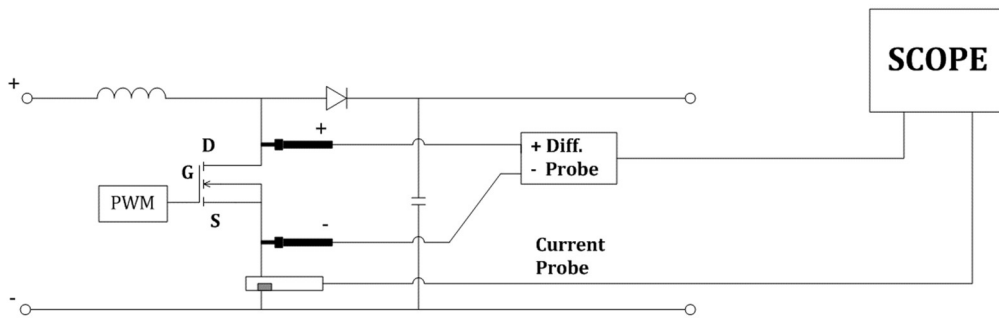 SCOPE
+
+
D
+ Diff.
- Probe
G
PWM
S
-
Current
Probe
-